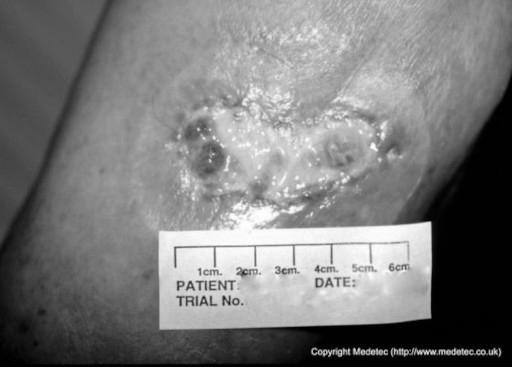 1cm. 2cm. 3cm. 4cm. 5cm. 6cm
PATIENT. DATE:
TRIAL No.
Copyright Medetec (http://www.medetec.co.uk)